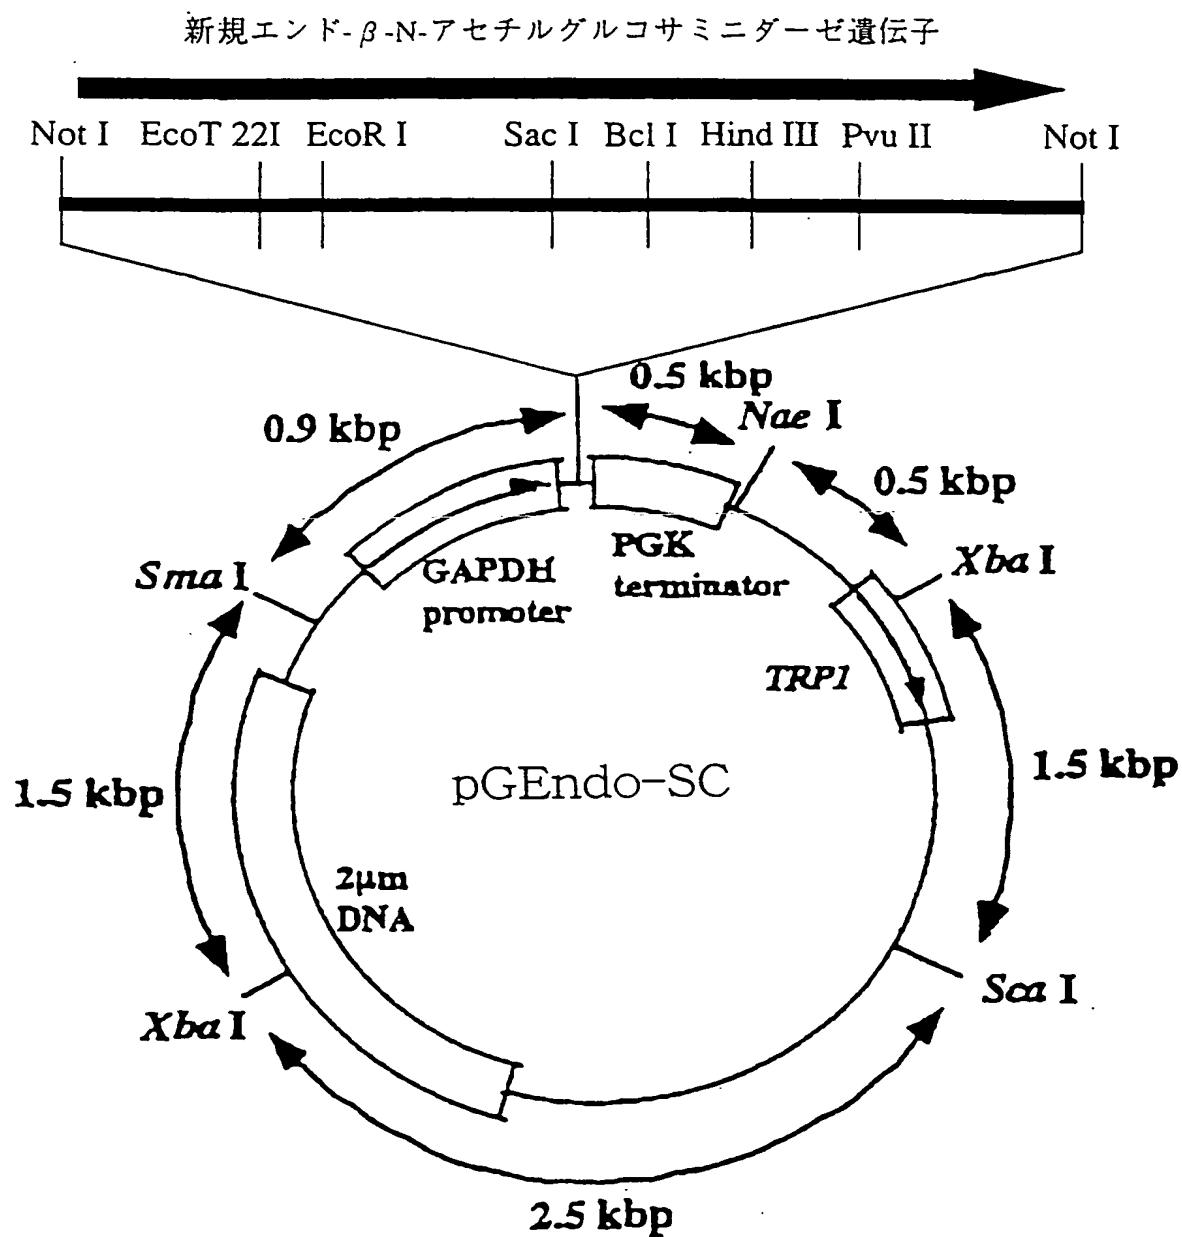 新規エンド-β-N-アセチルグルコサミニダーゼ遺伝子
Not I EcoT 22I EcoR I Sac I Bcl I Hind III Pvu II Not I
0.5 kbp
0.9 kbp
Nae I
0.5 kbp
Sma I
GAPDH
promoter
PGK
terminator
Xba I
TRP1
1.5 kbp
pGEndo-SC
1.5 kbp
2μm
DNA
Xba I
Sca I
2.5 kbp